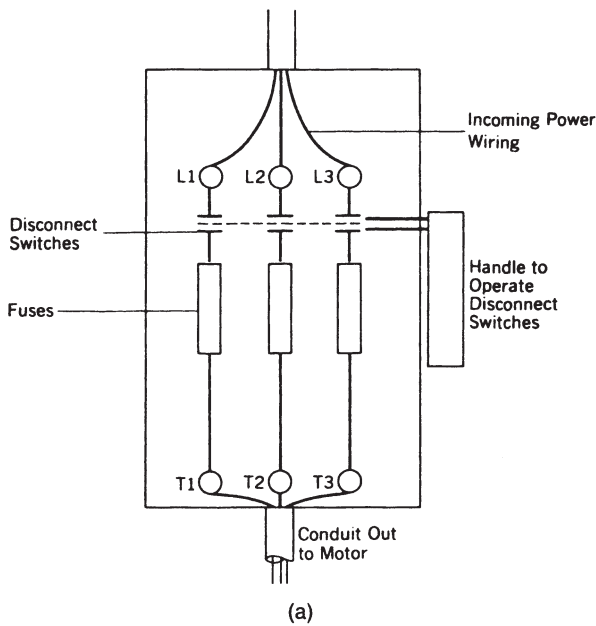 Incoming Power
Wiring
L1 L2 L3
Disconnect
Switches
Handle to
Operate
Disconnect
Switches
Fuses
T1 T2 T3
Conduit Out
to Motor
(a)